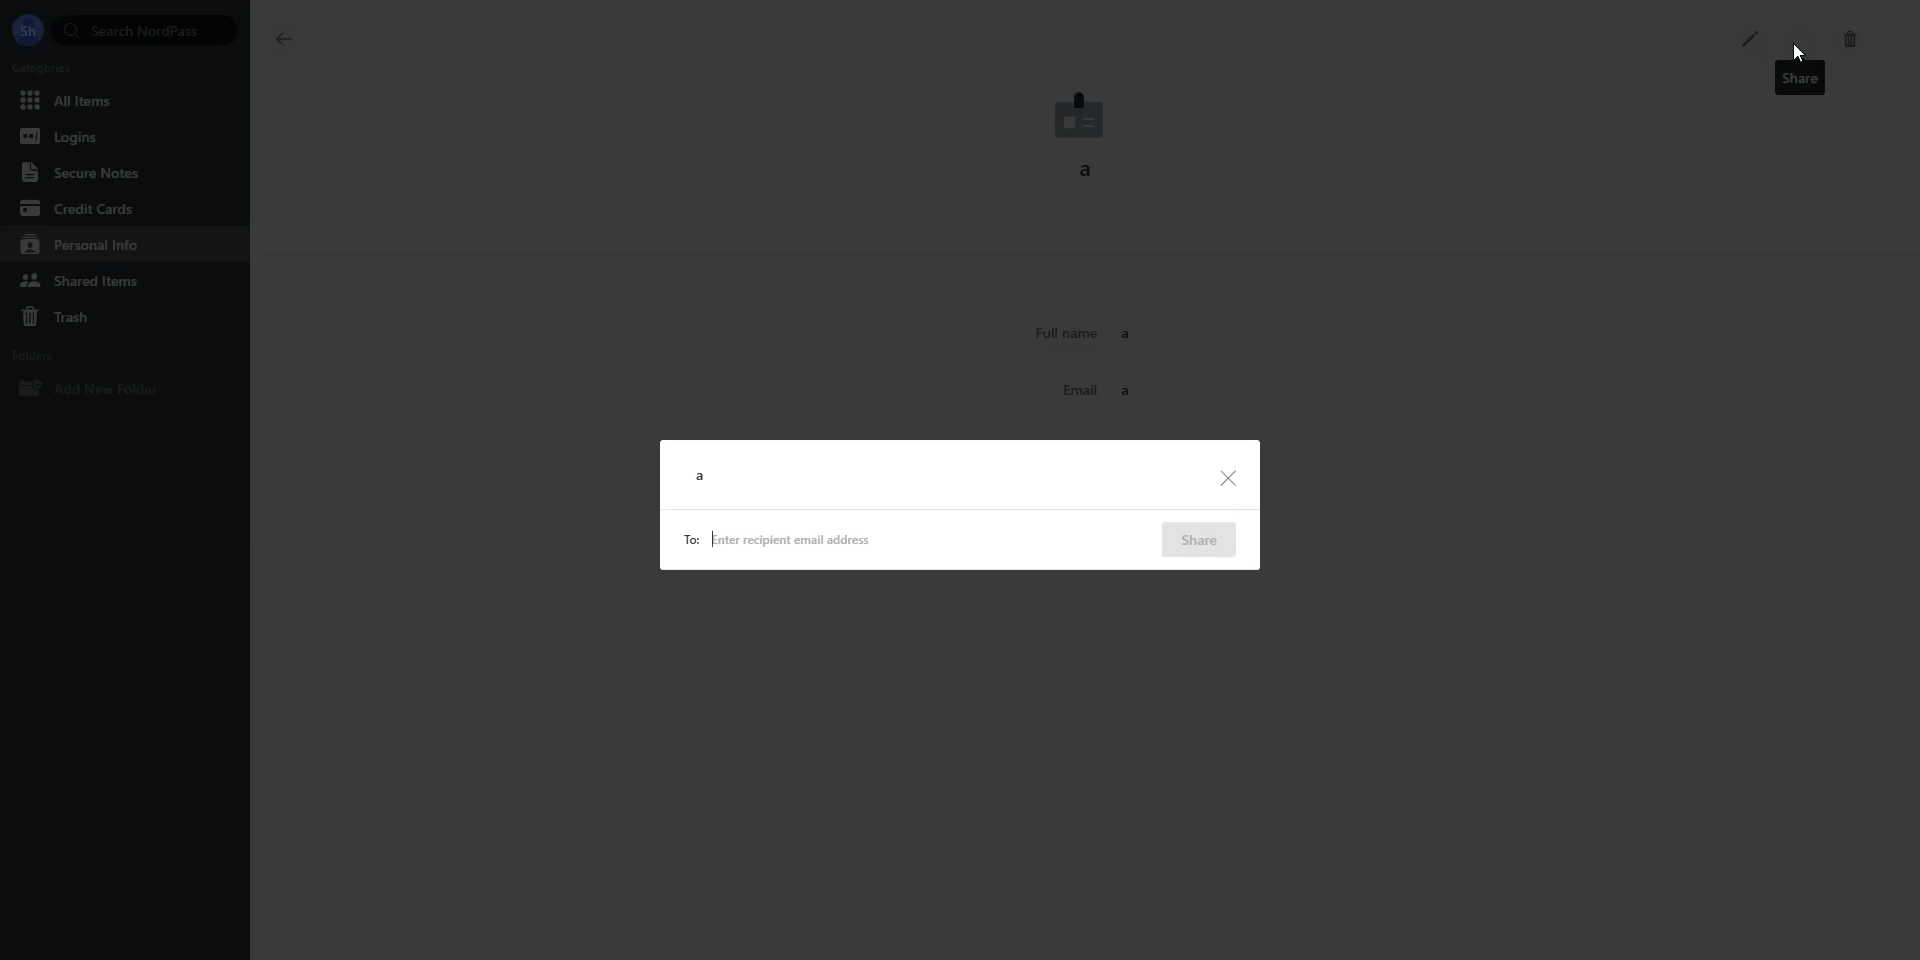 Sh
Search NordPass
Categories
All Items
Logins
Secure Notes
Credit Cards
Personal Info
Shared Items
Trash
Folders
Add New Folder
Share
a
Full name a
Email a
a
To: Enter recipient email address
Share